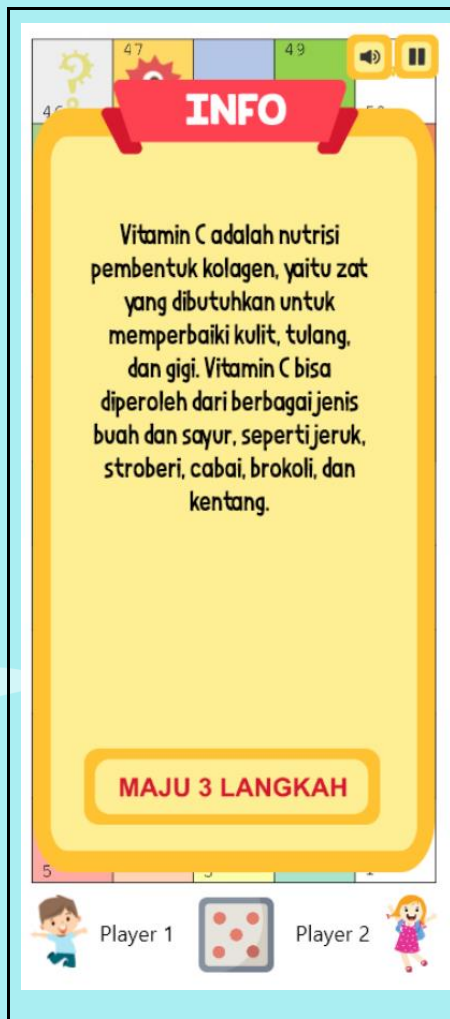 47
49
46
INFO
Vitamin C adalah nutrisi
pembentuk kolagen, yaitu zat
yang dibutuhkan untuk
memperbaiki kulit, tulang,
dan gigi. Vitamin C bisa
diperoleh dari berbagai jenis
buah dan sayur, seperti jeruk,
stroberi, cabai, brokoli, dan
kentang.
MAJU 3 LANGKAH
5
Player 1
Player 2